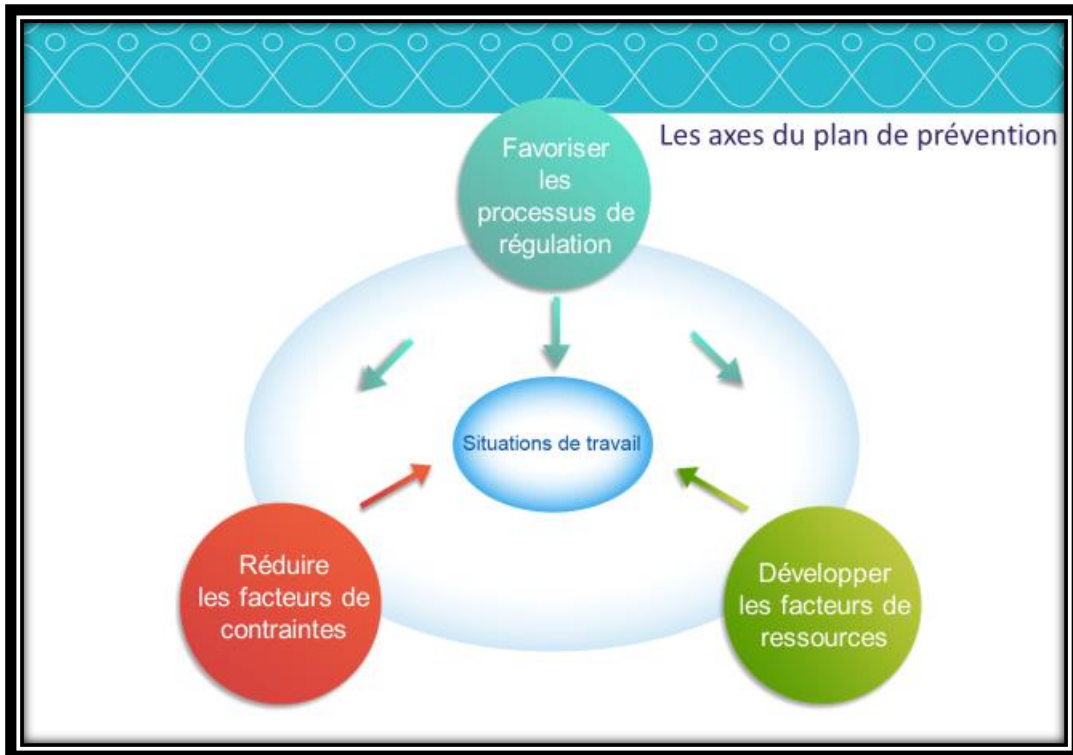 Les axes du plan de prévention
Favoriser
les
processus de
régulation
Situations de travail
Réduire
les facteurs de
contraintes
Développer
les facteurs de
ressources